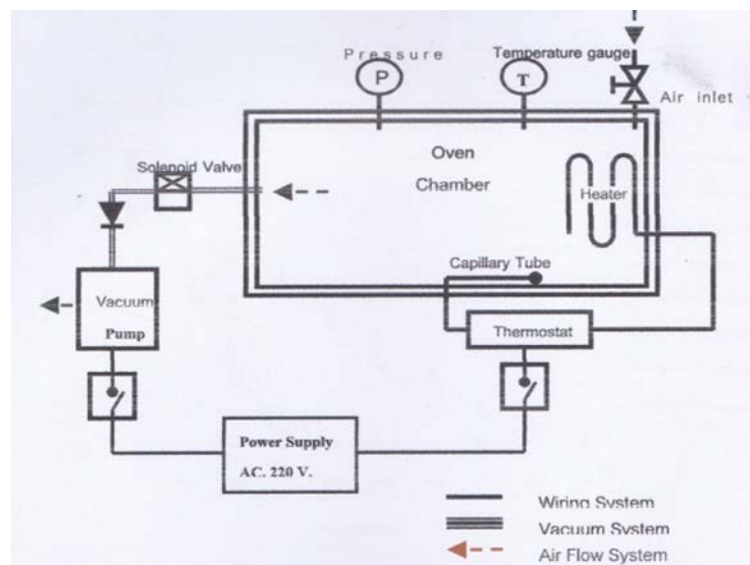 Pressure
Temperature gauge
P
T
Air inlet
Oven
Chamber
Solenoid Valve
Heater
Capillary Tube
Vacuum
Pump
Thermostat
Power Supply
AC. 220 V.
Wiring System
Vacuum System
Air Flow System